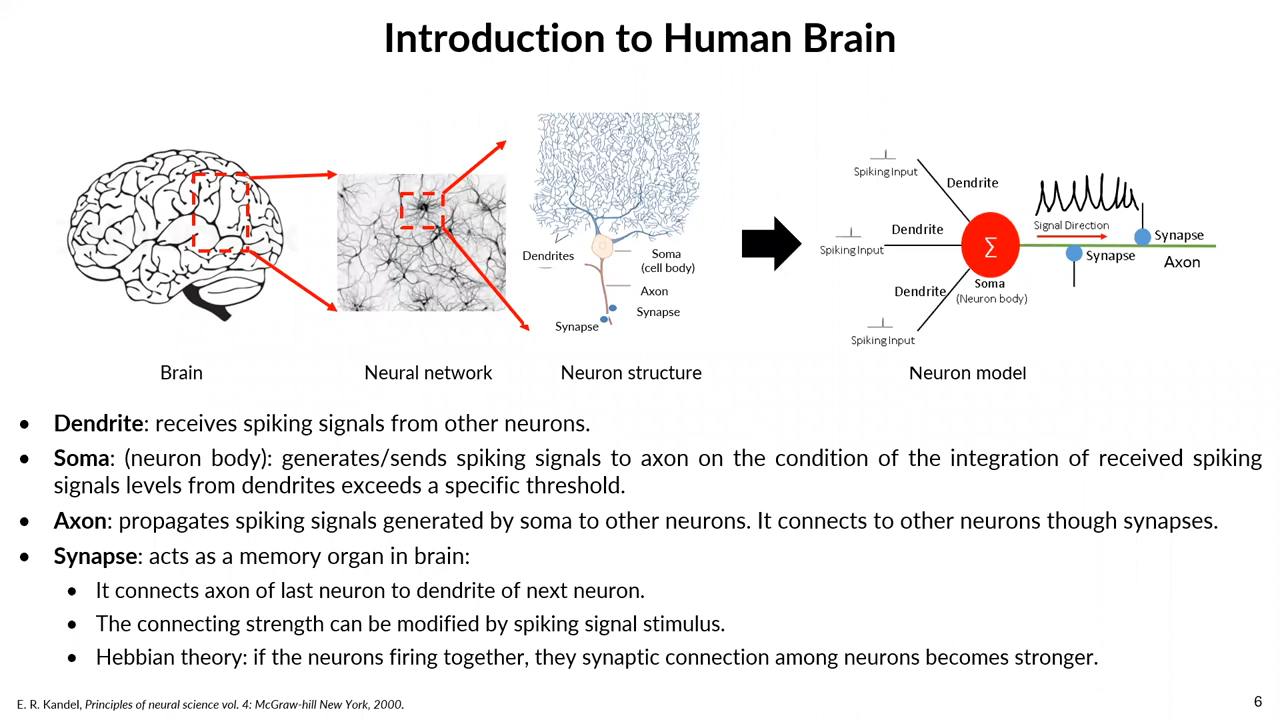 Introduction to Human Brain
Dendrites
Soma
(cell body)
Axon
Synapse
Synapse
Spiking Input
Dendrite
Spiking Input
Dendrite
Spiking Input
Dendrite
∑
Soma
(Neuron body)
Signal Direction
Synapse
Synapse
Axon
Brain
Neural network
Neuron structure
Neuron model
• Dendrite: receives spiking signals from other neurons.
• Soma: (neuron body): generates/sends spiking signals to axon on the condition of the integration of received spiking
signals levels from dendrites exceeds a specific threshold.
• Axon: propagates spiking signals generated by soma to other neurons. It connects to other neurons though synapses.
• Synapse: acts as a memory organ in brain:
• It connects axon of last neuron to dendrite of next neuron.
• The connecting strength can be modified by spiking signal stimulus.
• Hebbian theory: if the neurons firing together, they synaptic connection among neurons becomes stronger.
E. R. Kandel, Principles of neural science vol. 4: McGraw-hill New York, 2000.
6